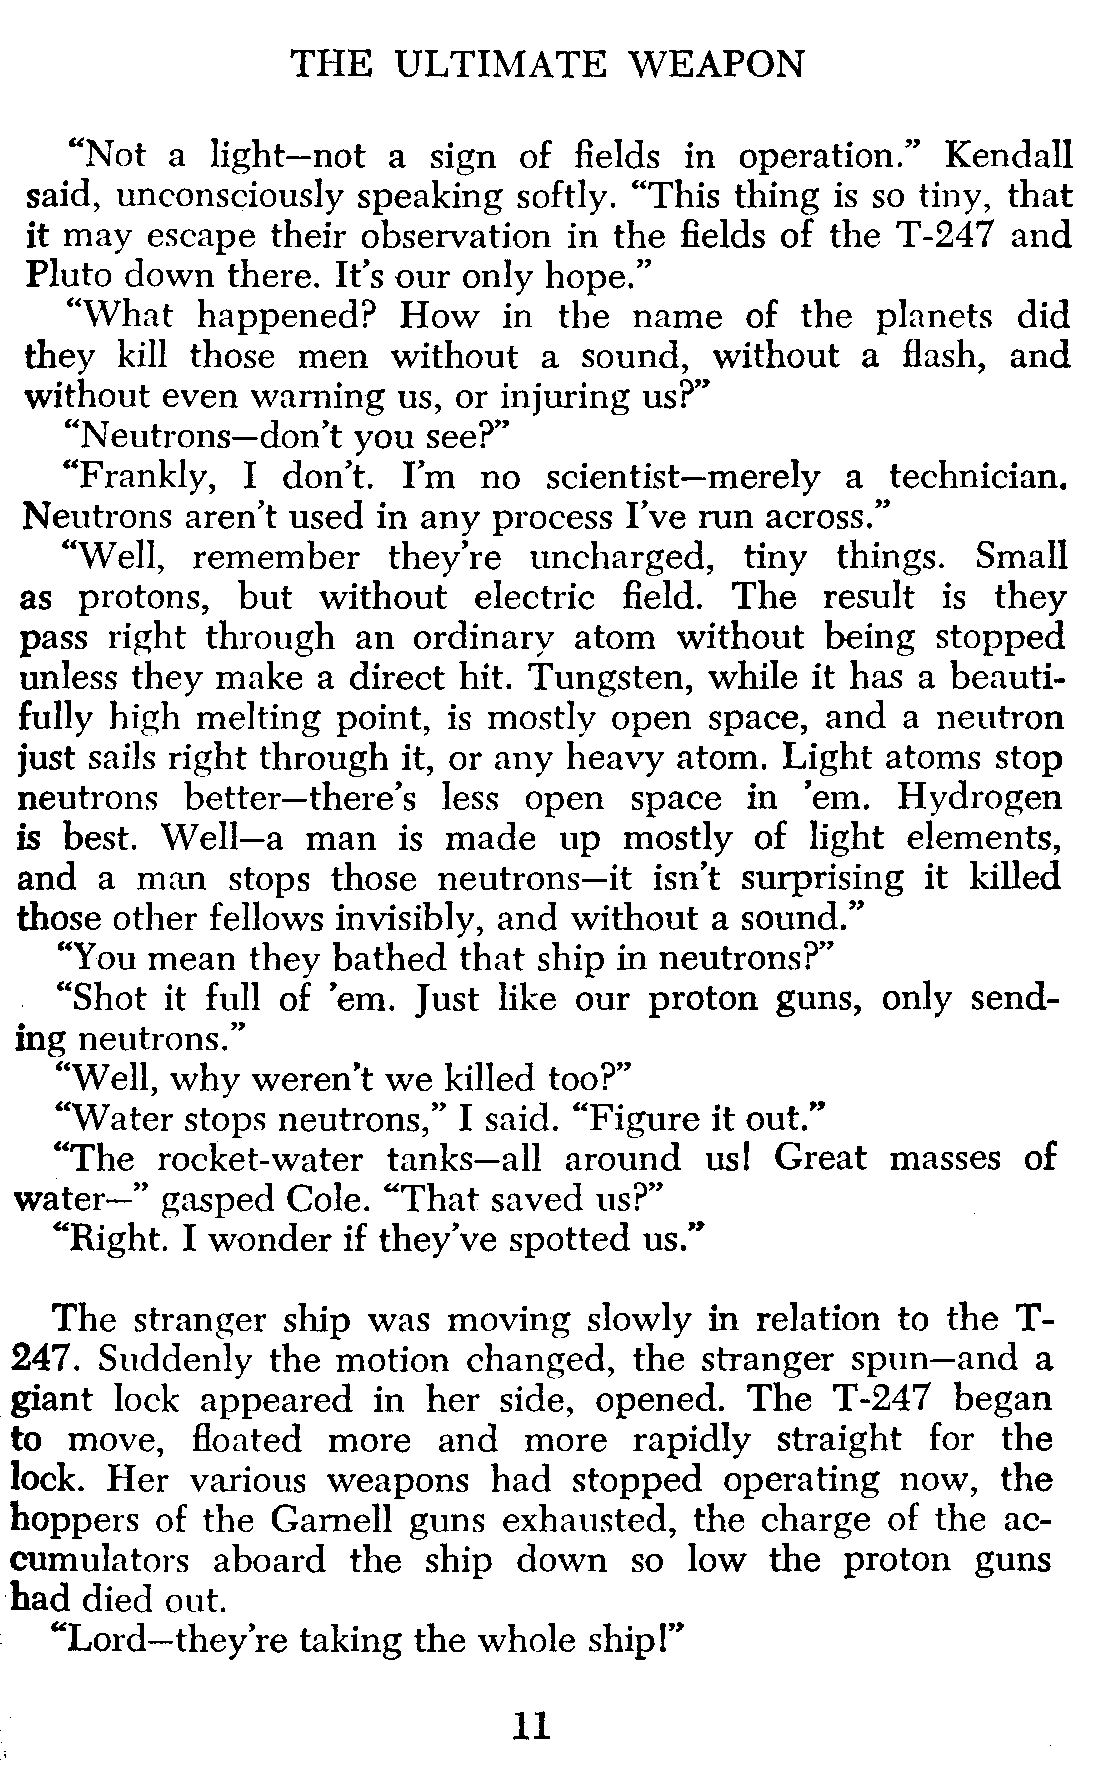 THE ULTIMATE WEAPON
“Not a light—not a sign of fields in operation.” Kendall
said, unconsciously speaking softly. “This thing is so tiny, that
it may escape their observation in the fields of the T-247 and
Pluto down there. It’s our only hope.”
“What happened? How in the name of the planets did
they kill those men without a sound, without a flash, and
without even warning us, or injuring us?”
“Neutrons—don’t you see?”
“Frankly, I don’t. I’m no scientist—merely a technician.
Neutrons aren’t used in any process I’ve run across.”
“Well, remember they’re uncharged, tiny things. Small
as protons, but without electric field. The result is they
pass right through an ordinary atom without being stopped
unless they make a direct hit. Tungsten, while it has a beauti-
fully high melting point, is mostly open space, and a neutron
just sails right through it, or any heavy atom. Light atoms stop
neutrons better—there’s less open space in ’em. Hydrogen
is best. Well—a man is made up mostly of light elements,
and a man stops those neutrons—it isn’t surprising it killed
those other fellows invisibly, and without a sound.”
“You mean they bathed that ship in neutrons?”
“Shot it full of ’em. Just like our proton guns, only send-
ing neutrons.”
“Well, why weren’t we killed too?”
“Water stops neutrons,” I said. “Figure it out.”
“The rocket-water tanks—all around us! Great masses of
water—” gasped Cole. “That saved us?”
“Right. I wonder if they’ve spotted us.”
The stranger ship was moving slowly in relation to the T-
247. Suddenly the motion changed, the stranger spun—and a
giant lock appeared in her side, opened. The T-247 began
to move, floated more and more rapidly straight for the
lock. Her various weapons had stopped operating now, the
hoppers of the Garnell guns exhausted, the charge of the ac-
cumulators aboard the ship down so low the proton guns
had died out.
“Lord—they’re taking the whole ship!”
11